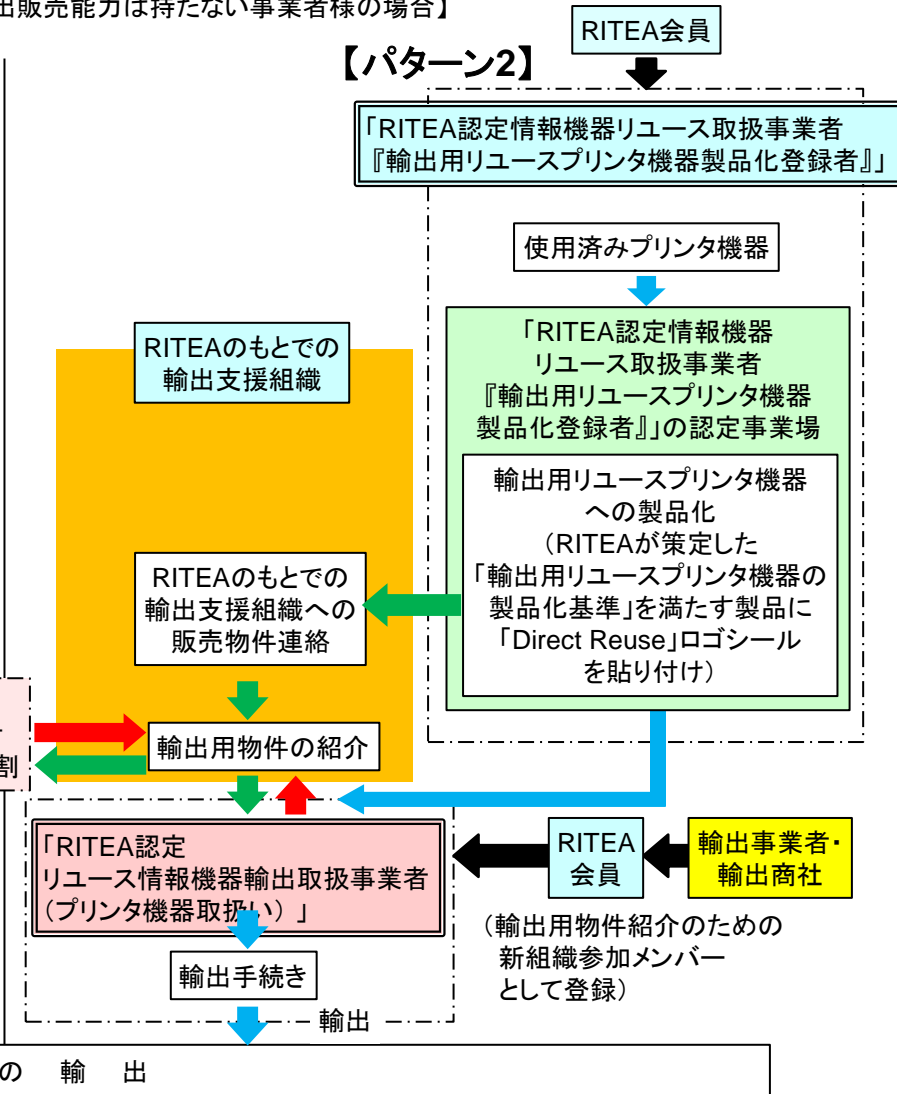 出販売能力は持たない事業者様の場合】
RITEA会員
【パターン2】
「RITEA認定情報機器リユース取扱事業者
『輸出用リユースプリンタ機器製品化登録者』」
使用済みプリンタ機器
「RITEA認定情報機器
リユース取扱事業者
『輸出用リユースプリンタ機器
製品化登録者』」の認定事業場
輸出用リユースプリンタ機器
への製品化
（RITEAが策定した
「輸出用リユースプリンタ機器の
製品化基準」を満たす製品に
「Direct Reuse」ロゴシール
を貼り付け）
RITEAのもとでの
輸出支援組織
RITEAのもとでの
輸出支援組織への
販売物件連絡
輸出用物件の紹介
割
「RITEA認定
リユース情報機器輸出取扱事業者
（プリンタ機器取扱い）」
RITEA
会員
輸出事業者・
輸出商社
（輸出用物件紹介のための
新組織参加メンバー
として登録）
輸出手続き
輸出
の 輸 出